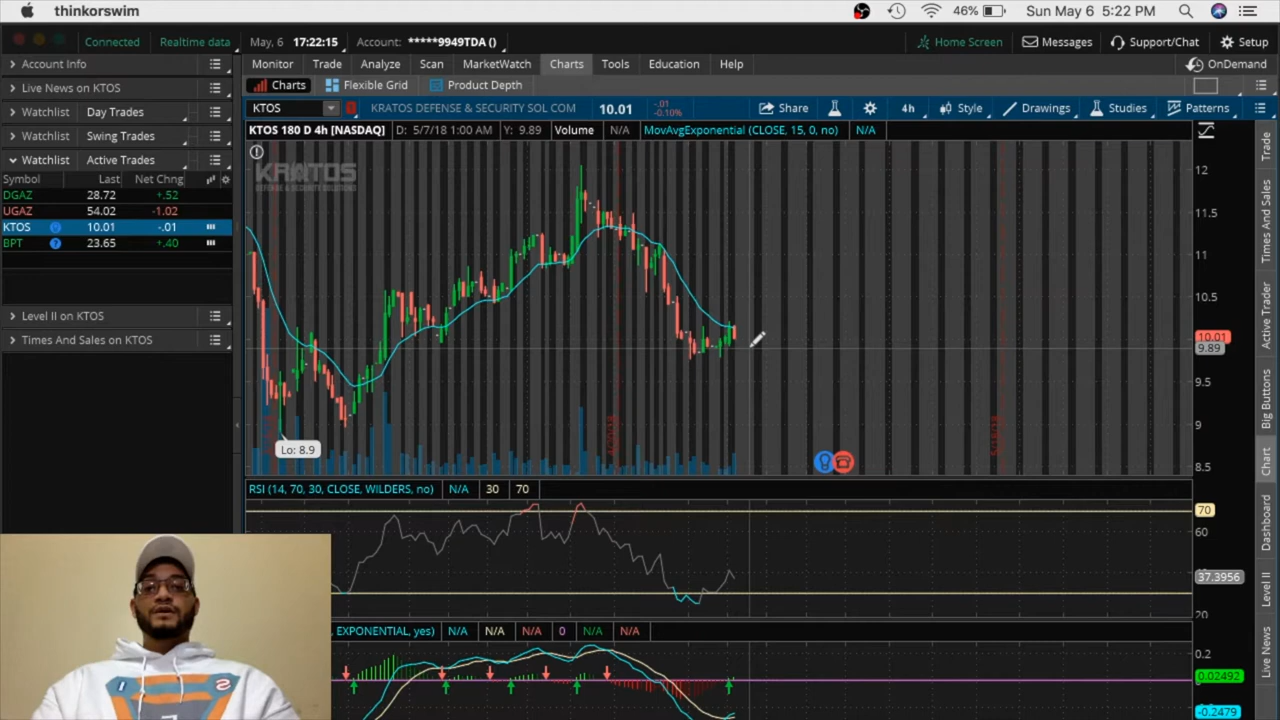 thinkorswim 46% Sun May 6 5:22 PM
Connected Realtime data May, 6 17:22:15 Account: *****9949TDA () Home Screen Messages Support/Chat Setup
Account Info Monitor Trade Analyze Scan MarketWatch Charts Tools Education Help OnDemand
Live News on KTOS Charts Flexible Grid Product Depth
Watchlist Day Trades KTOS KRATOS DEFENSE & SECURITY SOL COM 10.01 -.01 -0.10% Share 4h Style Drawings Studies Patterns
Watchlist Swing Trades KTOS 180 D 4h [NASDAQ] D: 5/7/18 1:00 AM Y: 9.89 Volume N/A MovAvgExponential (CLOSE, 15, 0, no) N/A
Watchlist Active Trades
Symbol Last Net Chng
DGAZ 28.72 +.52
UGAZ 54.02 -1.02
KTOS 10.01 -.01
BPT 23.65 +.40
Level II on KTOS
Times And Sales on KTOS
KRATOS
DEFENSE & SECURITY SOLUTIONS
12
11.5
11
10.5
10.01
9.89
9.5
9
8.5
Lo: 8.9
RSI (14, 70, 30, CLOSE, WILDERS, no) N/A 30 70
70
60
37.3956
20
, EXPONENTIAL, yes) N/A N/A N/A 0 N/A N/A
0.2
0.02492
-0.2479
Trade
Times And Sales
Active Trader
Big Buttons
Chart
Dashboard
Level II
Live News